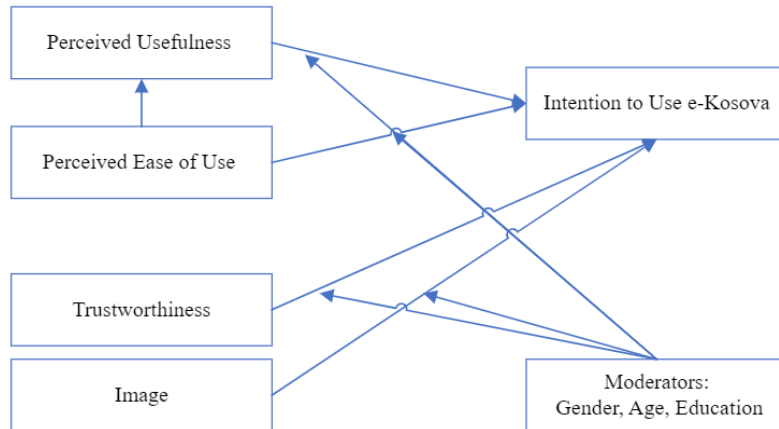 Perceived Usefulness
Intention to Use e-Kosova
Perceived Ease of Use
Trustworthiness
Image
Moderators:
Gender, Age, Education